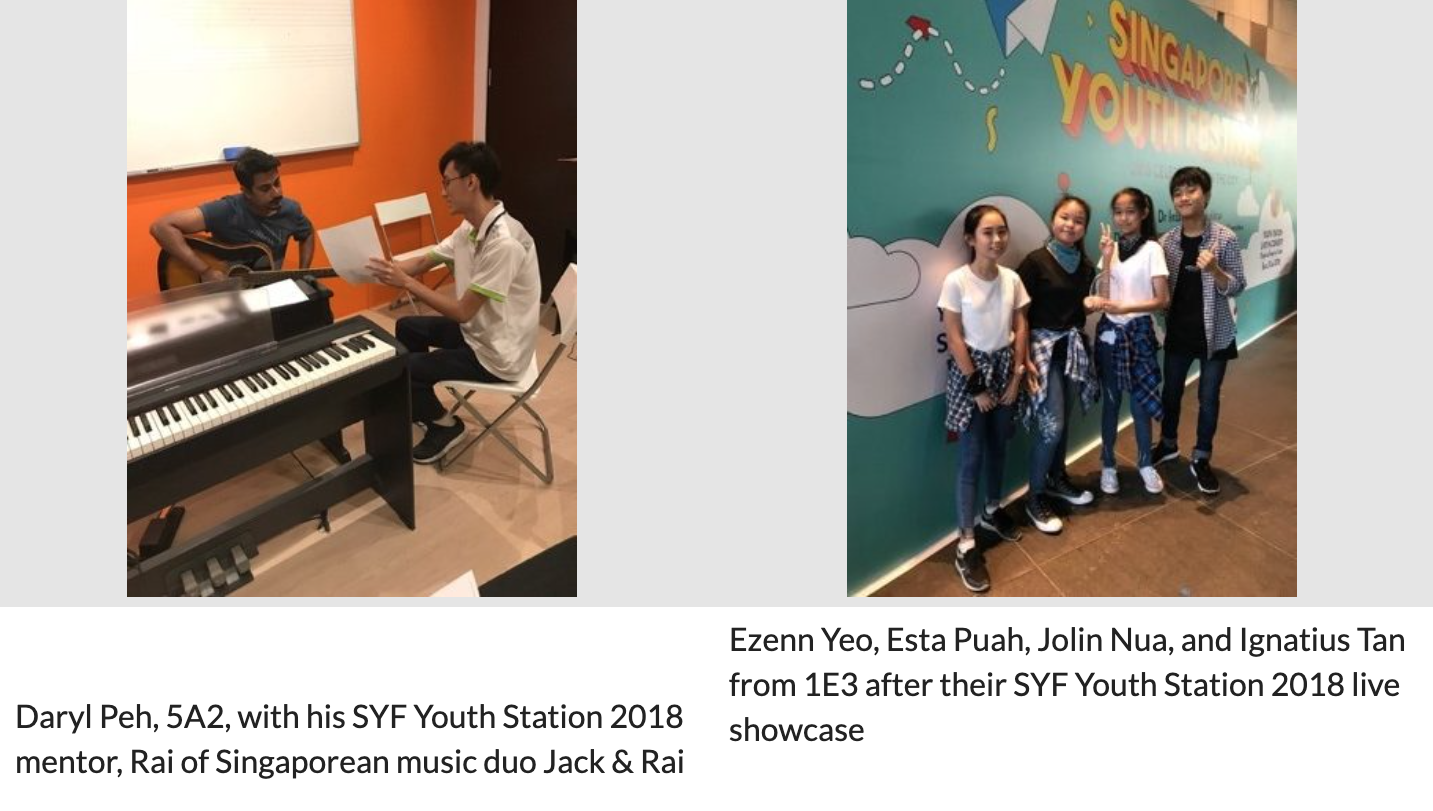 SINGAPORE
YOUTH FESTIVAL
Daryl Peh, 5A2, with his SYF Youth Station 2018
mentor, Rai of Singaporean music duo Jack & Rai
Ezenn Yeo, Esta Puah, Jolin Nua, and Ignatius Tan
from 1E3 after their SYF Youth Station 2018 live
showcase